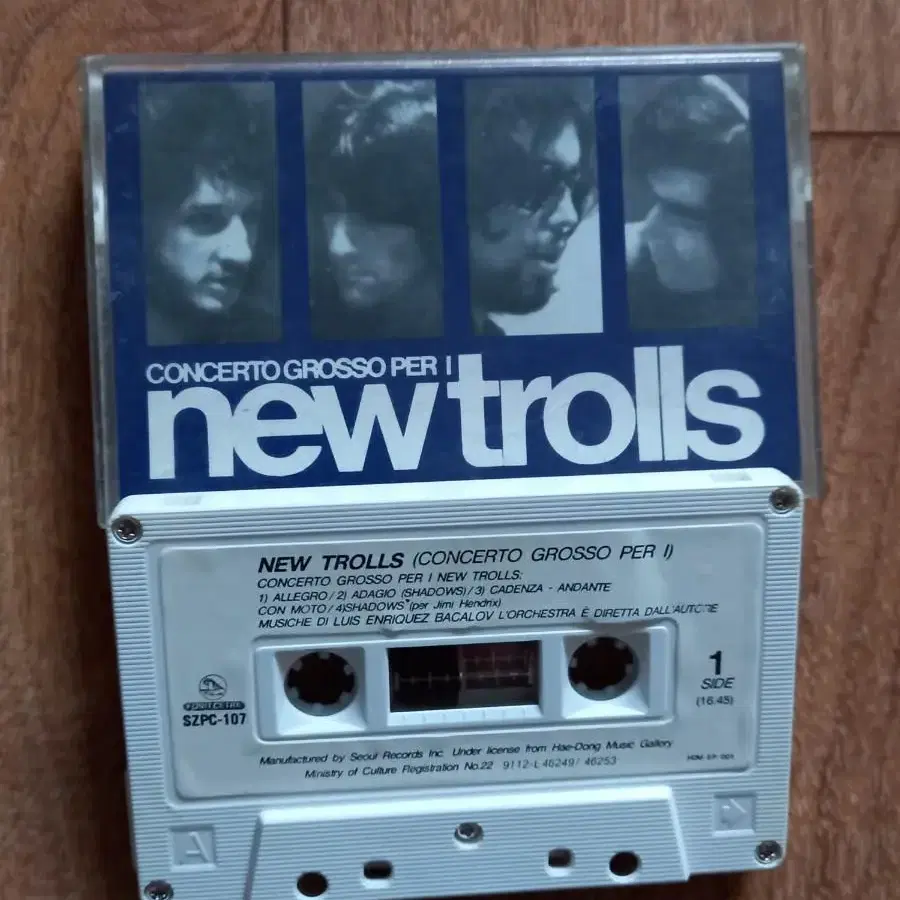 CONCERTO GROSSO PER I
new trolls
NEW TROLLS (CONCERTO GROSSO PER I)
CONCERTO GROSSO PER I NEW TROLLS:
1) ALLEGRO/ 2) ADAGIO (SHADOWS)/ 3) CADENZA - ANDANTE
CON MOTO/ 4)SHADOWS (per Jimi Hendrix)
MUSICHE DI LUIS ENRIQUEZ BACALOV L'ORCHESTRA È DIRETTA DALL'AUTORE
1
SIDE
(16.45)
FONIT CETRA
SZPC-107
Manufactured by Seoul Records Inc. Under license from Hae-Dong Music Gallery
Ministry of Culture Registration No.22 9112-L 46249/ 46253
A